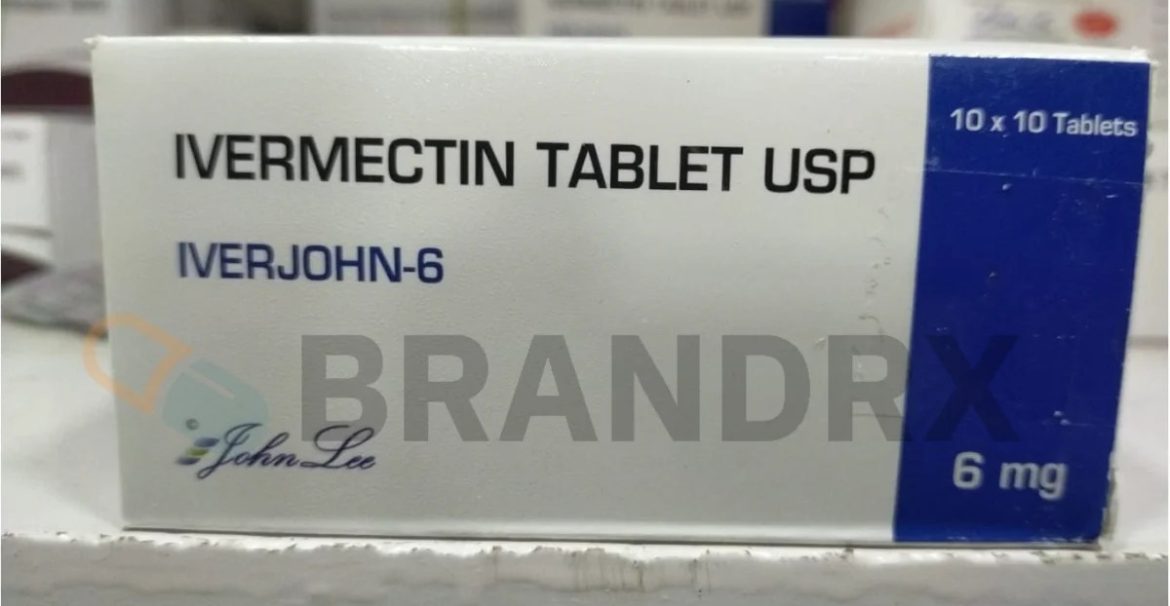 10 x 10 Tablets
IVERMECTIN TABLET USP
IVERJOHN-6
BRANDRX
John Lee
6 mg